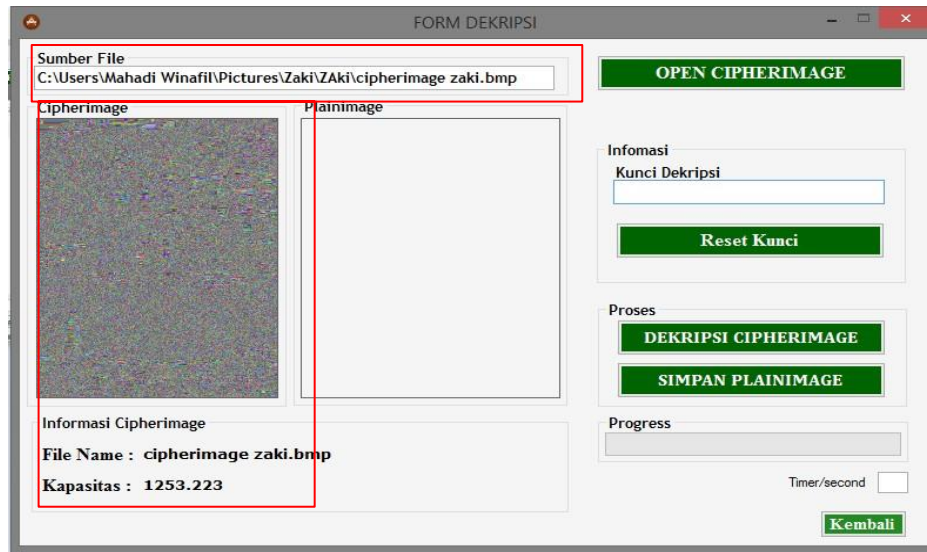 FORM DEKRIPSI
Sumber File
C:\Users\Mahadi Winafil\Pictures\Zaki\ZAki\cipherimage zaki.bmp
OPEN CIPHERIMAGE
Cipherimage
Plainimage
Infomasi
Kunci Dekripsi
Reset Kunci
Proses
DEKRIPSI CIPHERIMAGE
SIMPAN PLAINIMAGE
Informasi Cipherimage
File Name : cipherimage zaki.bmp
Kapasitas : 1253.223
Progress
Timer/second
Kembali